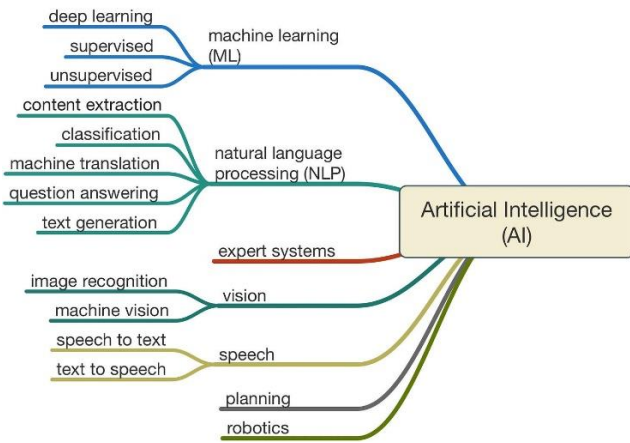 deep learning
supervised
unsupervised
machine learning
(ML)
content extraction
classification
machine translation
question answering
text generation
natural language
processing (NLP)
expert systems
image recognition
machine vision
vision
speech to text
text to speech
speech
planning
robotics
Artificial Intelligence
(AI)